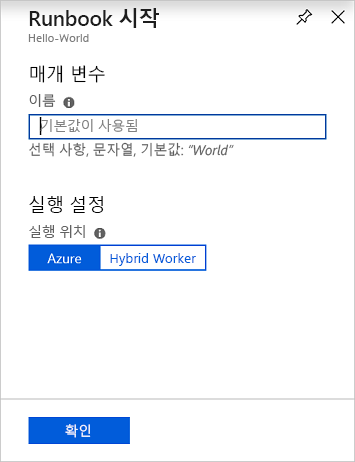 Runbook 시작
Hello-World
매개 변수
이름
기본값이 사용됨
선택 사항, 문자열, 기본값: “World”
실행 설정
실행 위치
Azure Hybrid Worker
확인